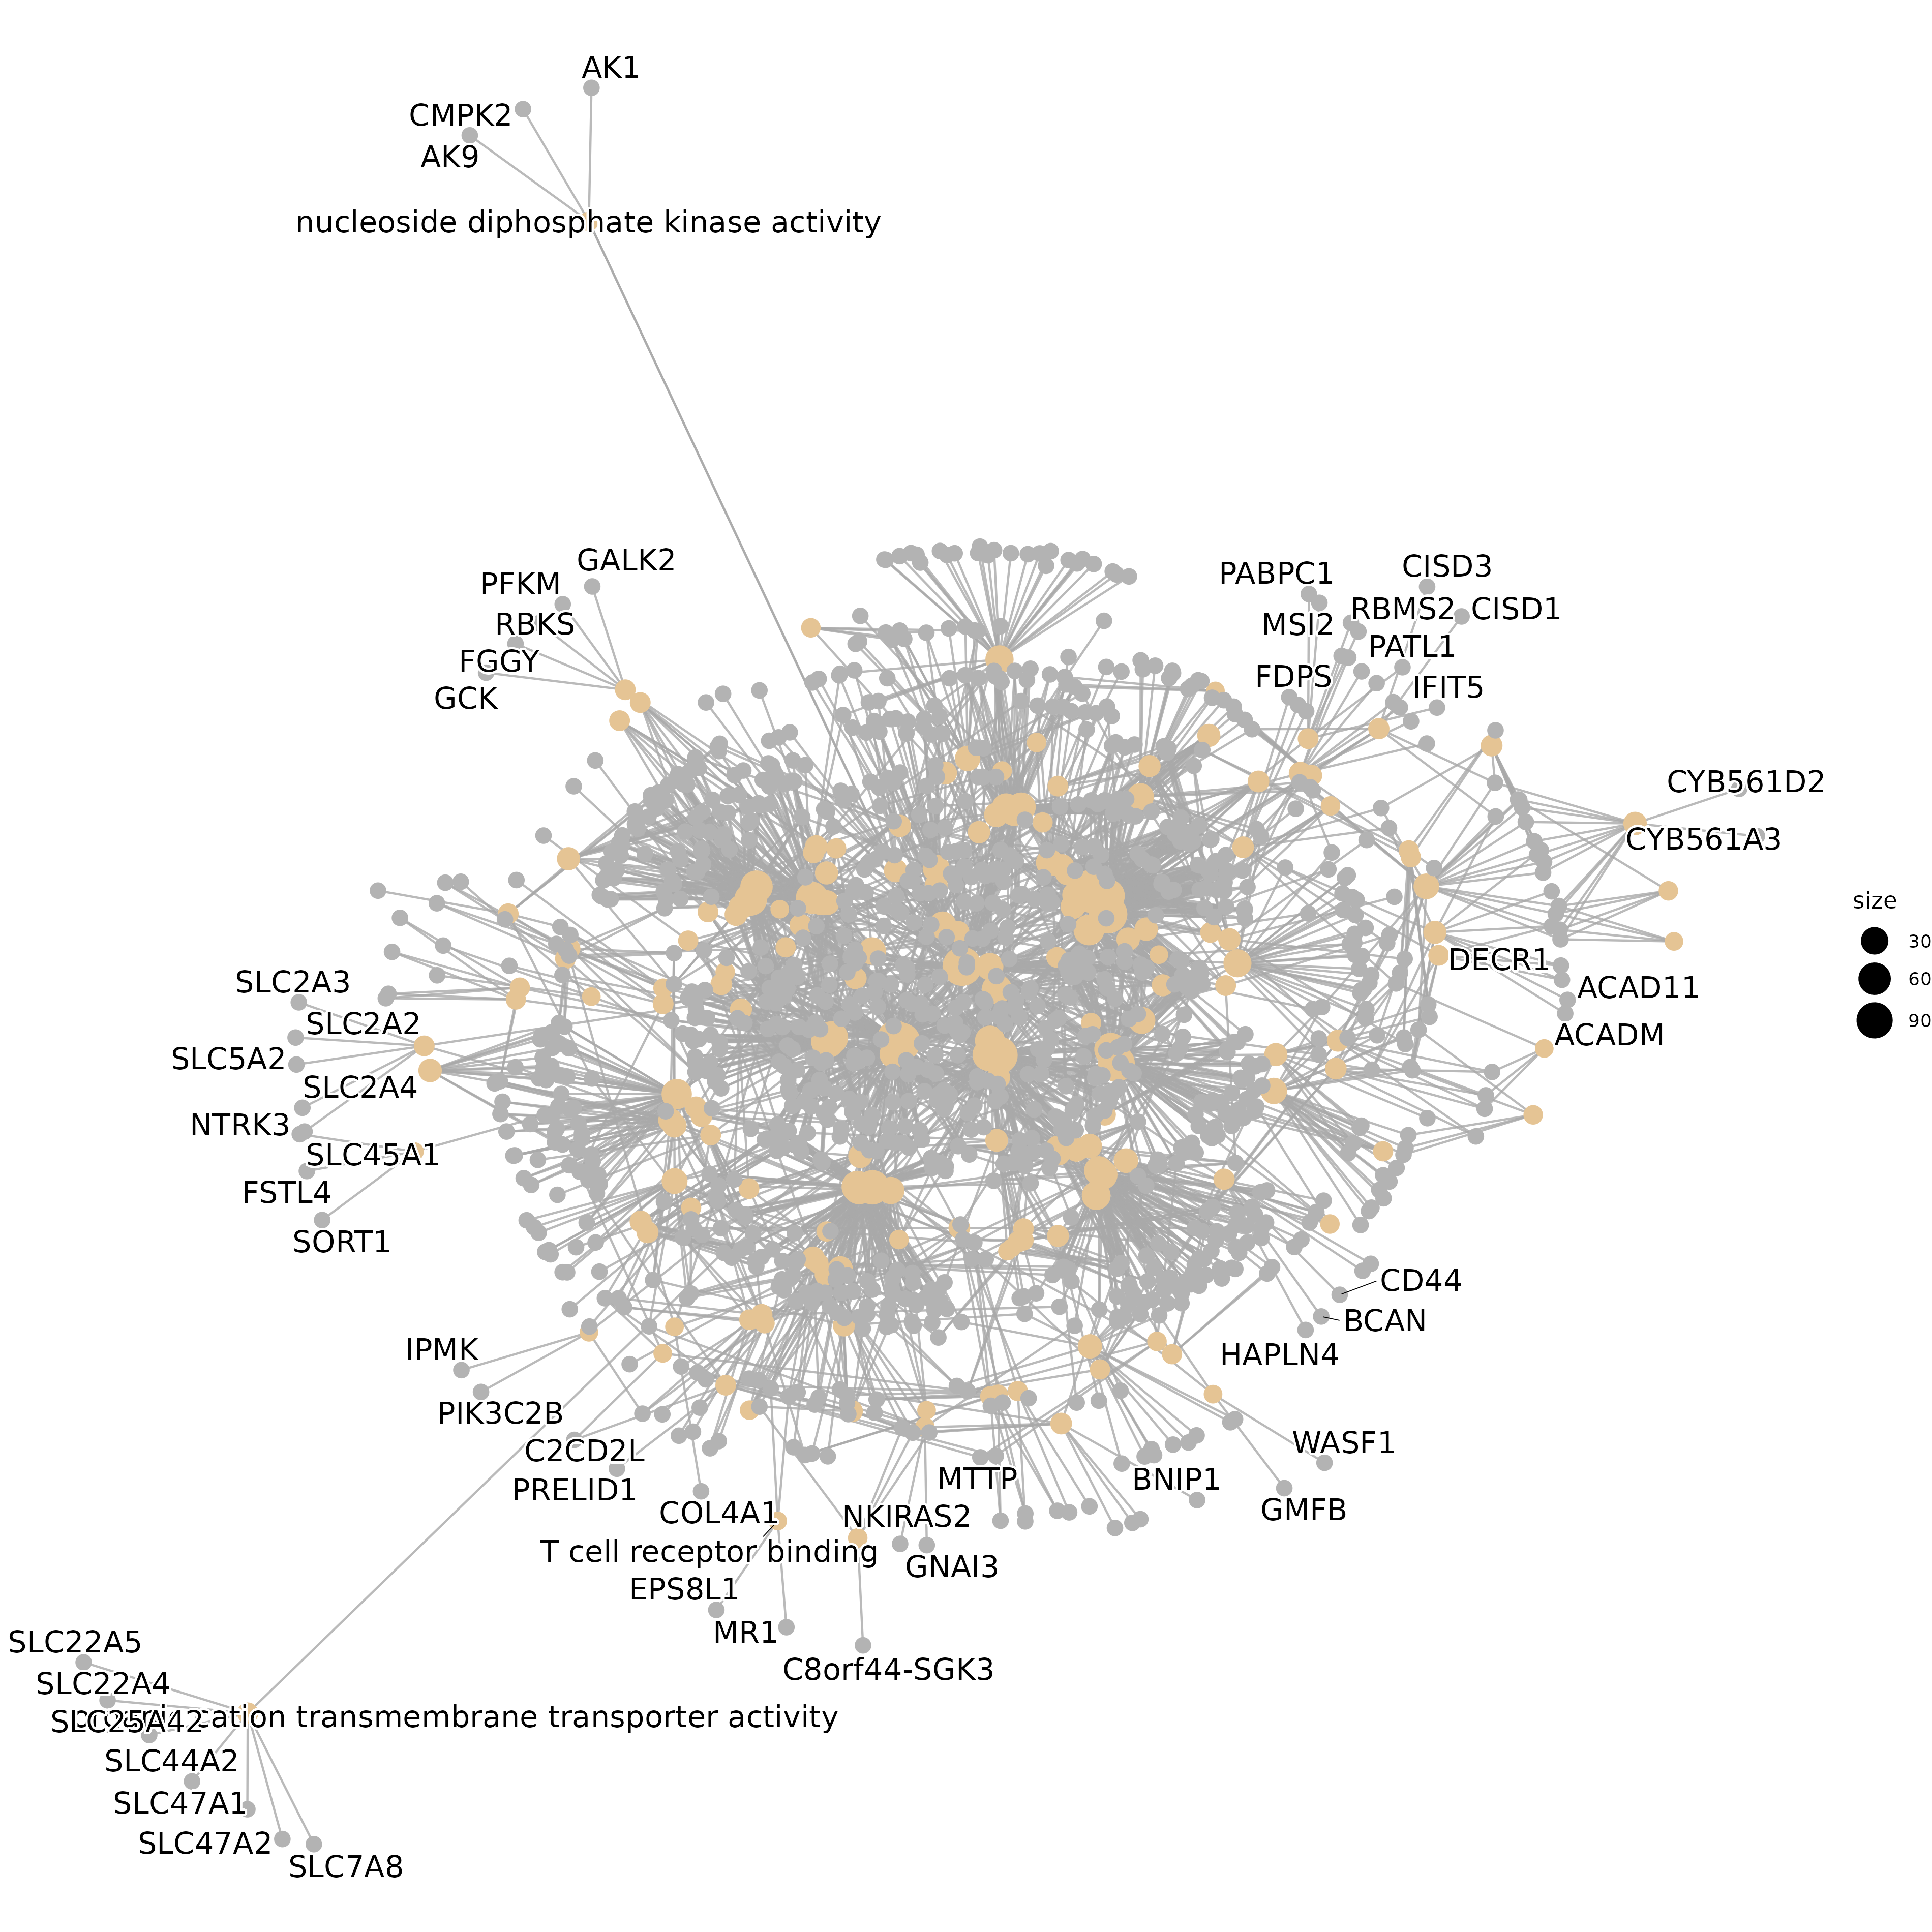 AK1
CMPK2
AK9
nucleoside diphosphate kinase activity
GALK2
PFKM
RBKS
FGGY
GCK
PABPC1
CISD3
MSI2
RBMS2
CISD1
PATL1
FDPS
IFIT5
CYB561D2
CYB561A3
size
30
60
90
DECR1
ACAD11
ACADM
SLC2A3
SLC2A2
SLC5A2
SLC2A4
NTRK3
SLC45A1
FSTL4
SORT1
CD44
BCAN
HAPLN4
IPMK
PIK3C2B
C2CD2L
PRELID1
COL4A1
MTTP
BNIP1
WASF1
GMFB
NKIRAS2
T cell receptor binding
GNAI3
EPS8L1
MR1
C8orf44-SGK3
SLC22A5
SLC22A4
SLC25A42
cation transmembrane transporter activity
SLC44A2
SLC47A1
SLC47A2
SLC7A8